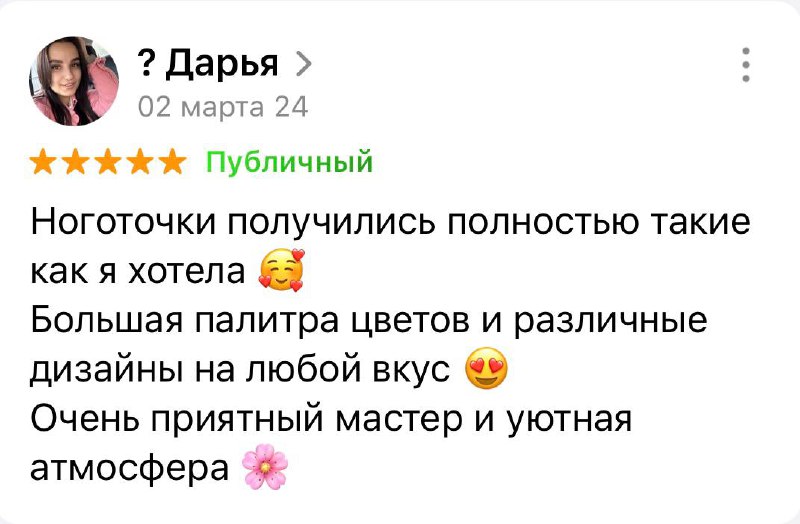 ? Дарья
02 марта 24
Публичный
Ноготочки получились полностью такие
как я хотела 🥰
Большая палитра цветов и различные
дизайны на любой вкус 😍
Очень приятный мастер и уютная
атмосфера 🌸